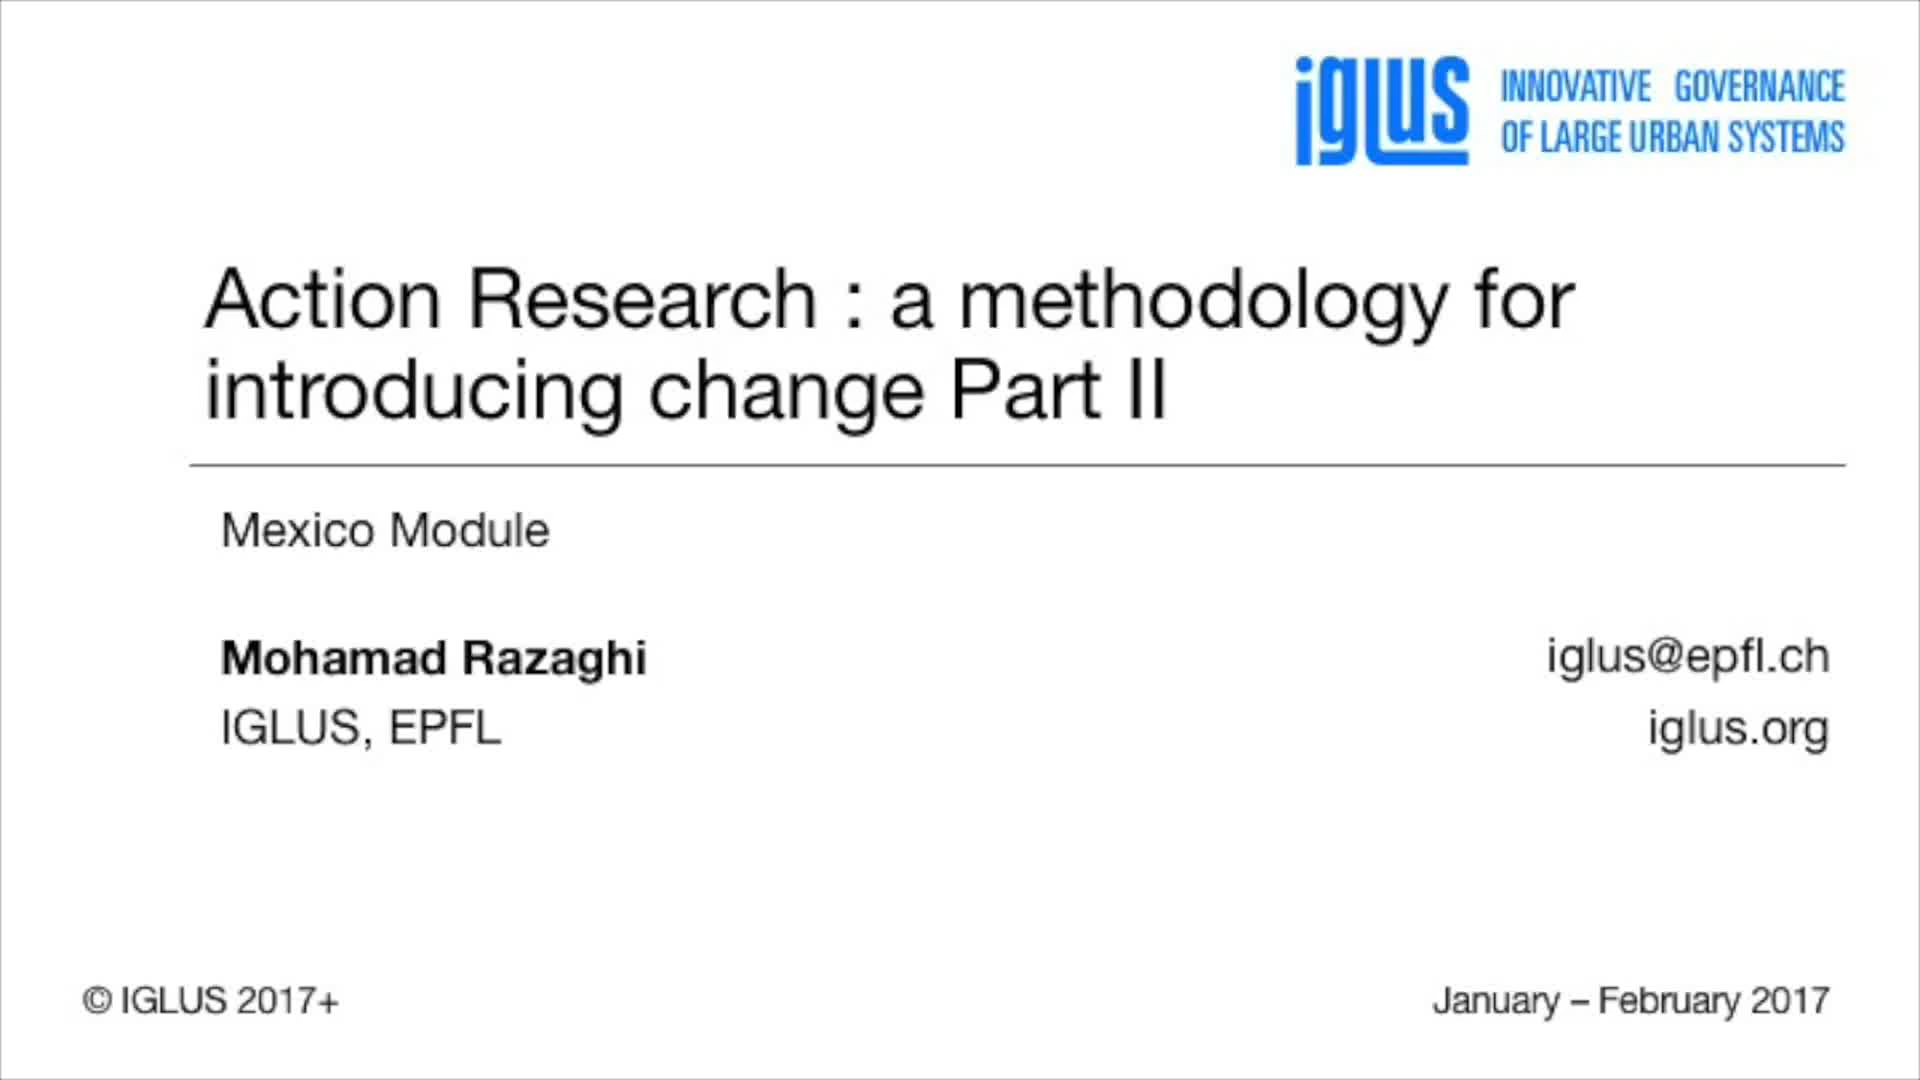 iglus INNOVATIVE GOVERNANCE
OF LARGE URBAN SYSTEMS
Action Research : a methodology for
introducing change Part II
Mexico Module
Mohamad Razaghi
IGLUS, EPFL
iglus@epfl.ch
iglus.org
© IGLUS 2017+
January – February 2017